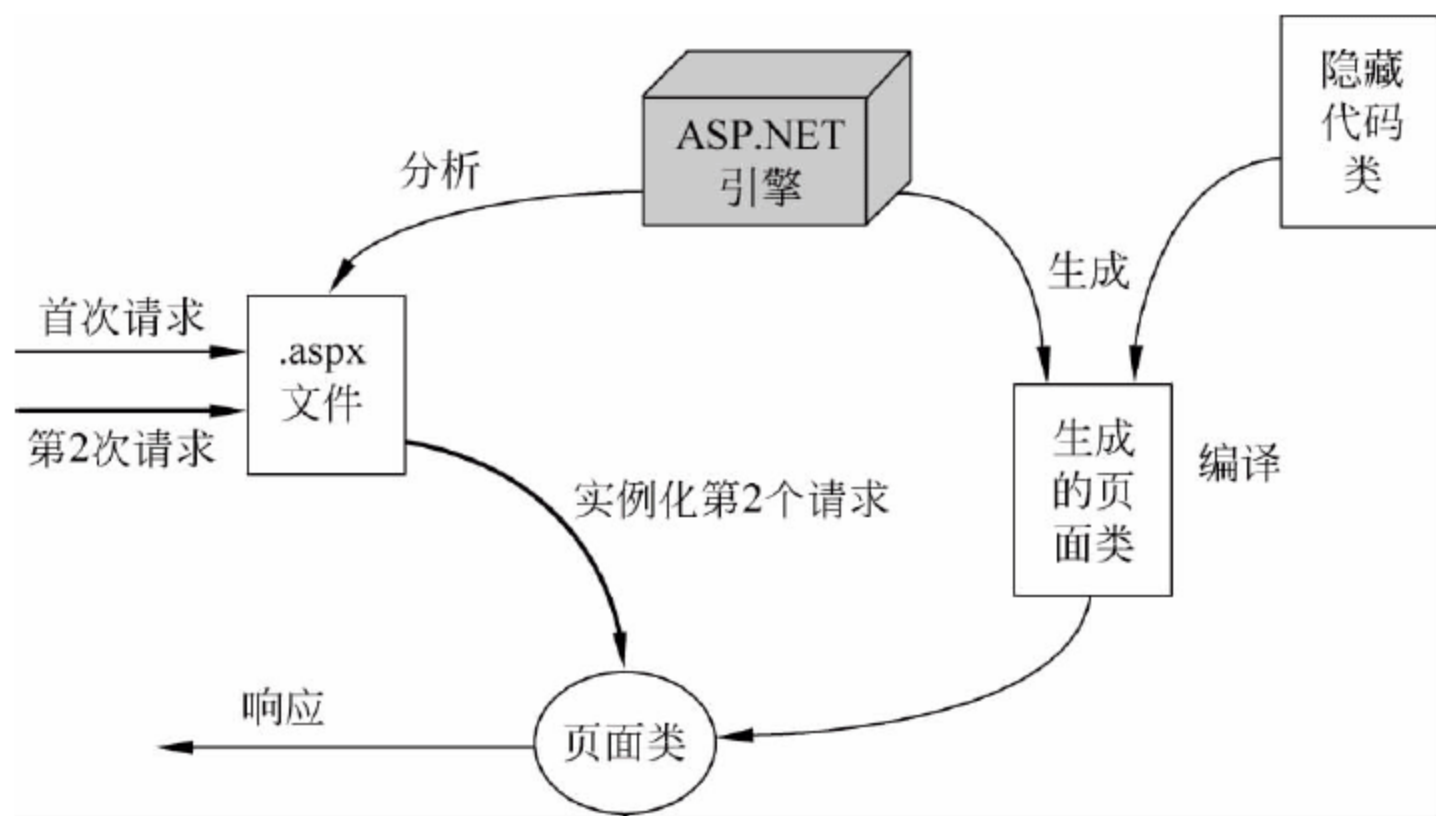 隐藏
代码
类
ASP.NET
引擎
分析
生成
首次请求
.aspx
文件
第2次请求
实例化第2个请求
生成
的页
面类
编译
响应
页面类